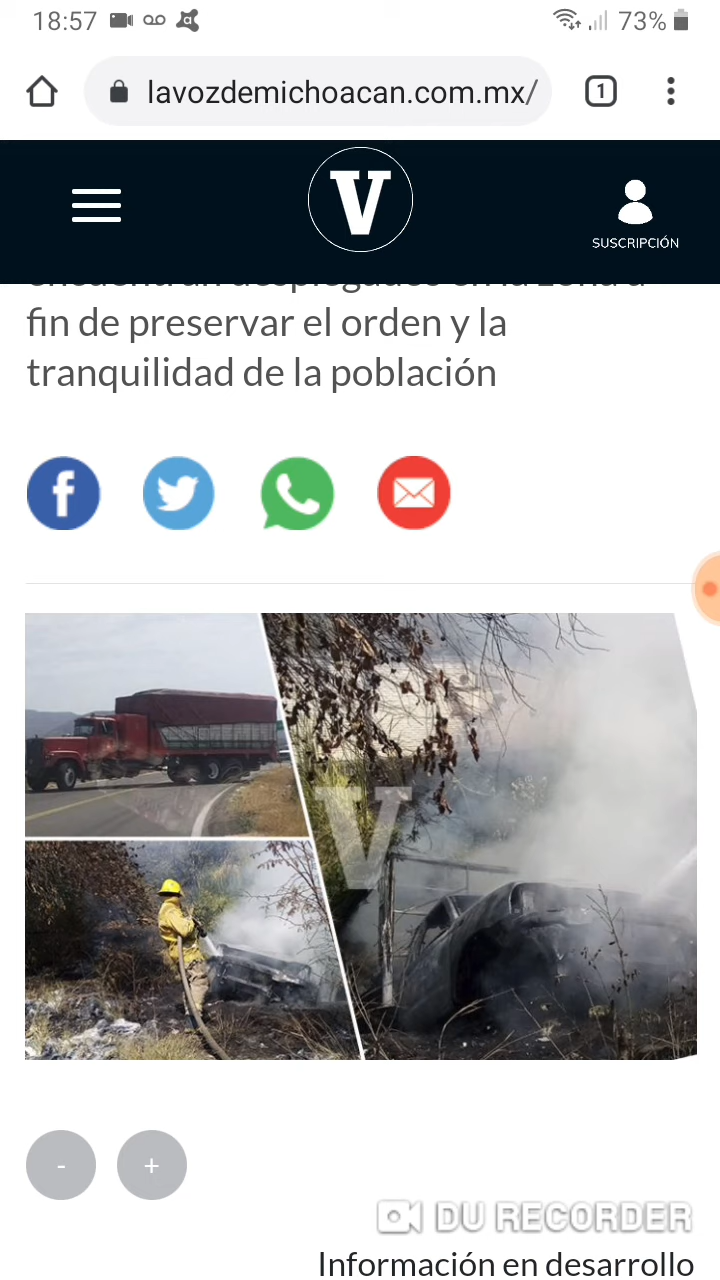 18:57
73%
lavozdemichoacan.com.mx/
1
V
SUSCRIPCIÓN
fin de preservar el orden y la
tranquilidad de la población
V
- +
DU RECORDER
Información en desarrollo